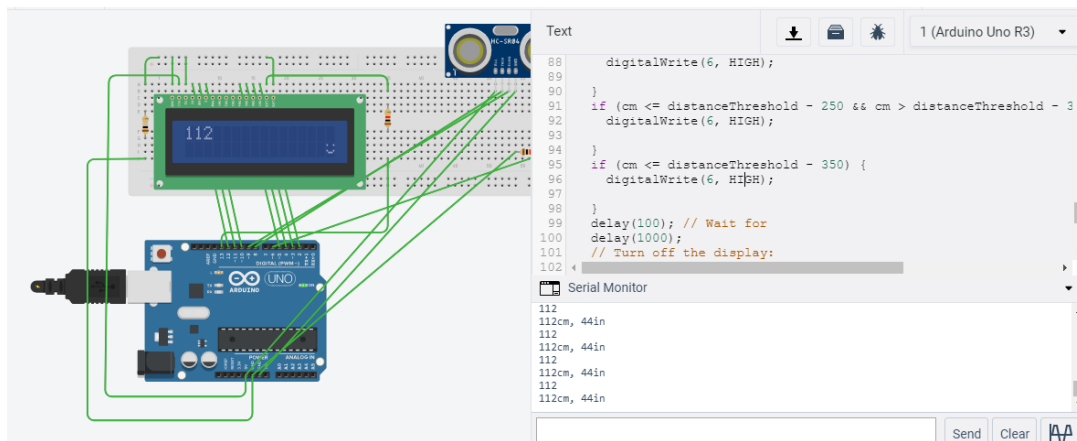 HC-SR04
112
DIGITAL (PWM~)
UNO
ARDUINO
POWER
ANALOG IN
Text
1 (Arduino Uno R3)
88 digitalWrite(6, HIGH);
89
90 }
91 if (cm <= distanceThreshold - 250 && cm > distanceThreshold - 3
92 digitalWrite(6, HIGH);
93
94 }
95 if (cm <= distanceThreshold - 350) {
96 digitalWrite(6, HIGH);
97
98 }
99 delay(100); // Wait for
100 delay(1000);
101 // Turn off the display:
102
Serial Monitor
112
112cm, 44in
112
112cm, 44in
112
112cm, 44in
112
112cm, 44in
Send
Clear